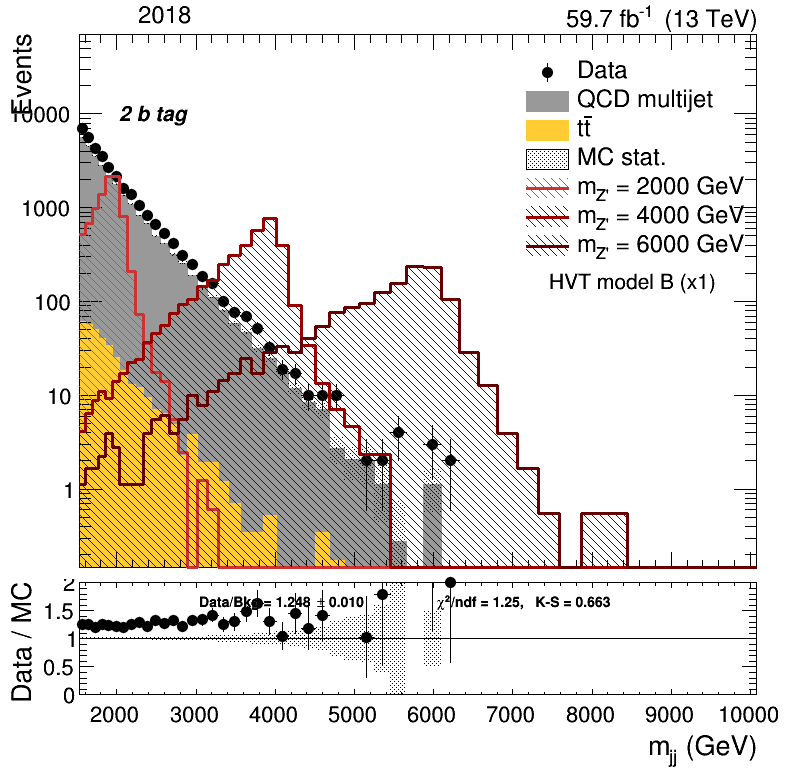 2018
59.7 fb⁻¹ (13 TeV)
Events
2 b tag
Data
QCD multijet
tt̄
MC stat.
m_Z' = 2000 GeV
m_Z' = 4000 GeV
m_Z' = 6000 GeV
HVT model B (x1)
10000
1000
100
10
1
Data / MC
2
1.5
1
0.5
0
Data/Bkg = 1.248 ± 0.010
χ²/ndf = 1.25, K-S = 0.663
2000 3000 4000 5000 6000 7000 8000 9000 10000
m_jj (GeV)